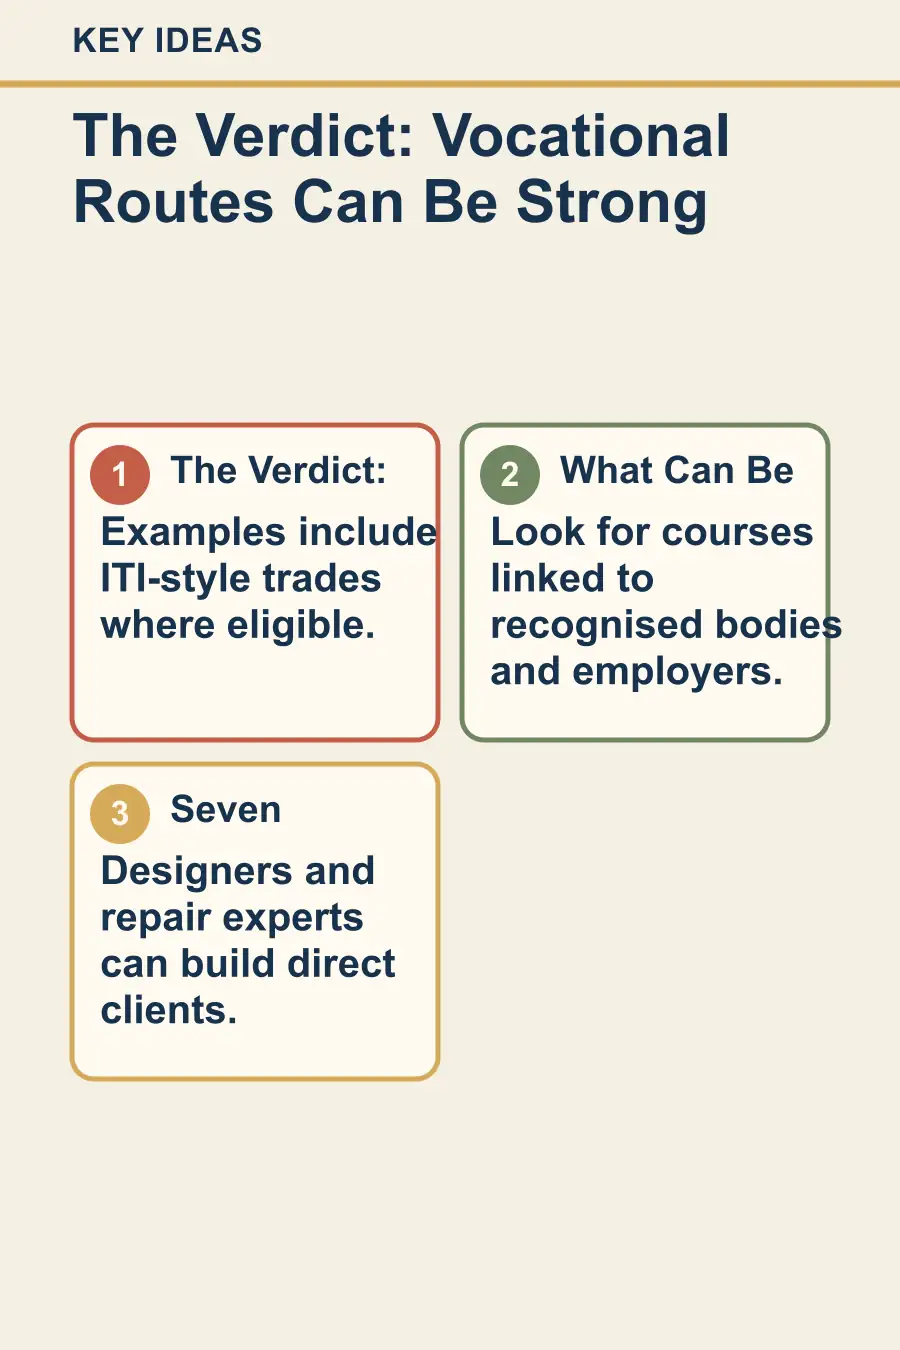 KEY IDEAS
The Verdict: Vocational
Routes Can Be Strong
1 The Verdict:
Examples include
ITI-style trades
where eligible.
2 What Can Be
Look for courses
linked to
recognised bodies
and employers.
3 Seven
Designers and
repair experts
can build direct
clients.